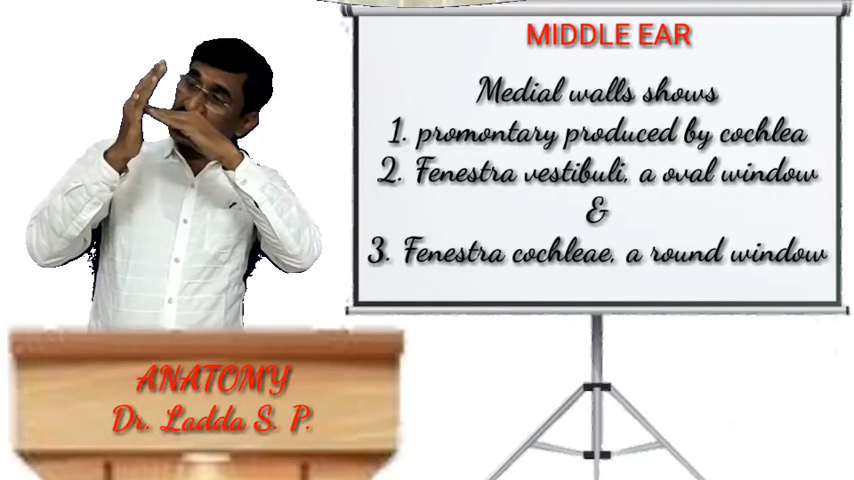 MIDDLE EAR
Medial walls shows
1. promontary produced by cochlea
2. Fenestra vestibuli, a oval window
&
3. Fenestra cochleae, a round window
ANATOMY
Dr. Ladda S. P.